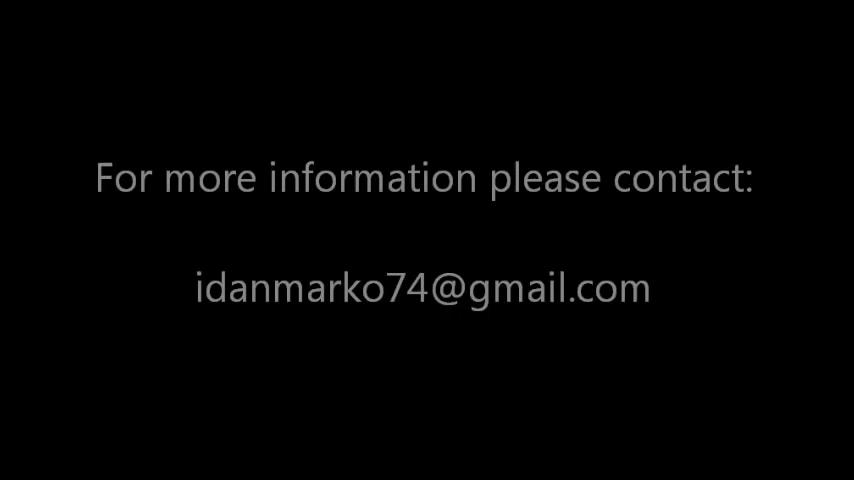 For more information please contact:
idanmarko74@gmail.com